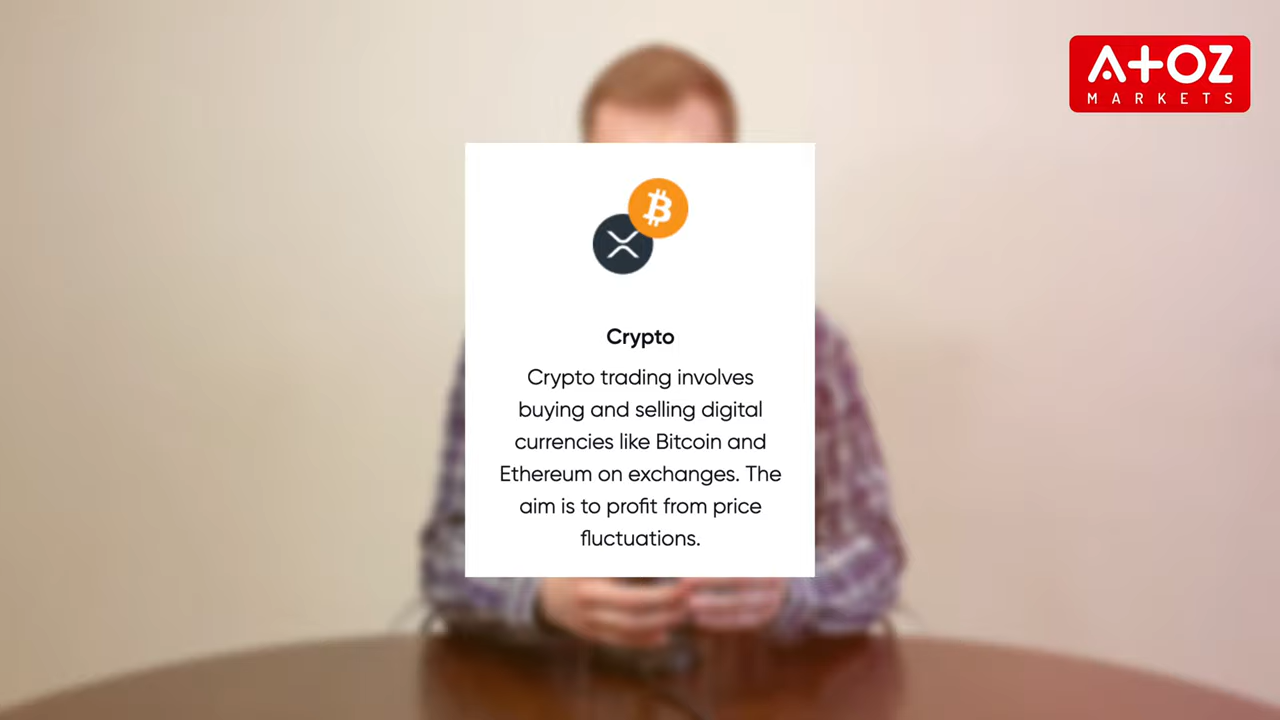 ATOZ
MARKETS
Crypto
Crypto trading involves
buying and selling digital
currencies like Bitcoin and
Ethereum on exchanges. The
aim is to profit from price
fluctuations.